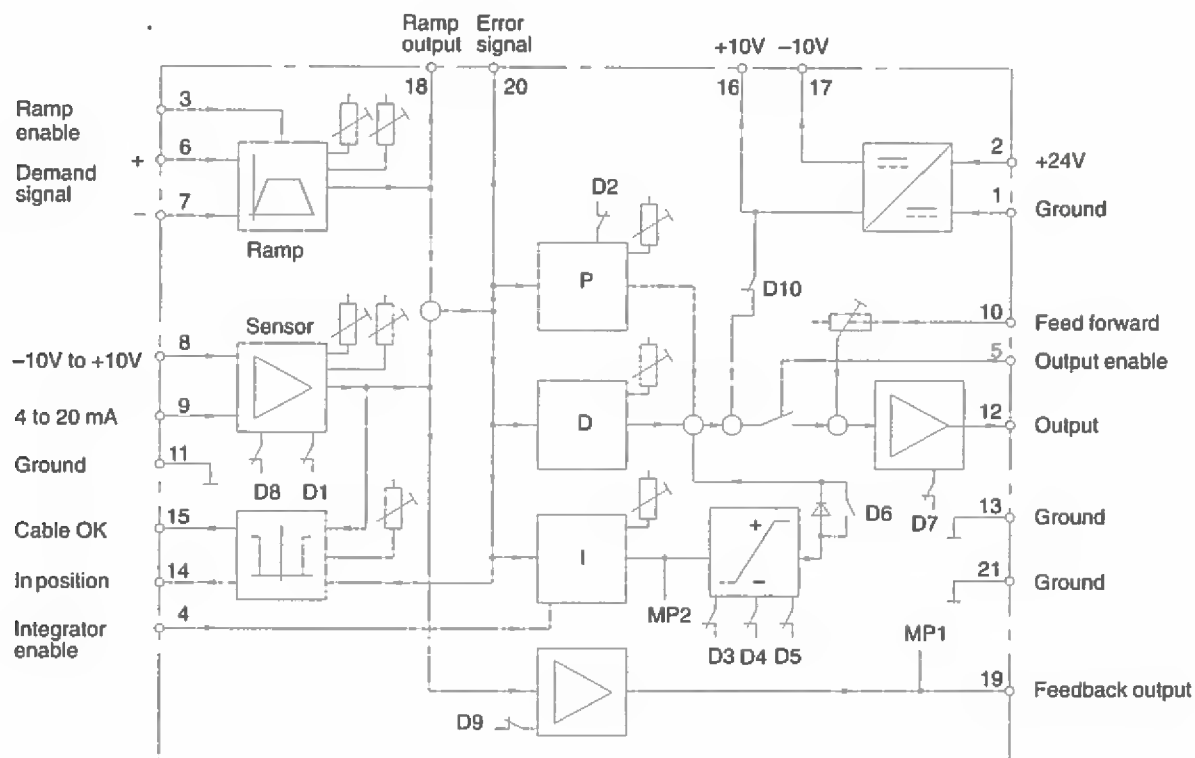 Ramp output
Error signal
+10V
–10V
18
20
16
17
3
Ramp enable
6
+
Demand signal
7
–
Ramp
2
+24V
1
Ground
D2
P
D10
10
Feed forward
Sensor
8
–10V to +10V
5
Output enable
9
4 to 20 mA
D
12
Output
11
Ground
D8
D1
D6
D7
15
Cable OK
13
Ground
+
–
I
14
In position
21
Ground
4
Integrator enable
MP2
D3
D4
D5
MP1
19
Feedback output
D9